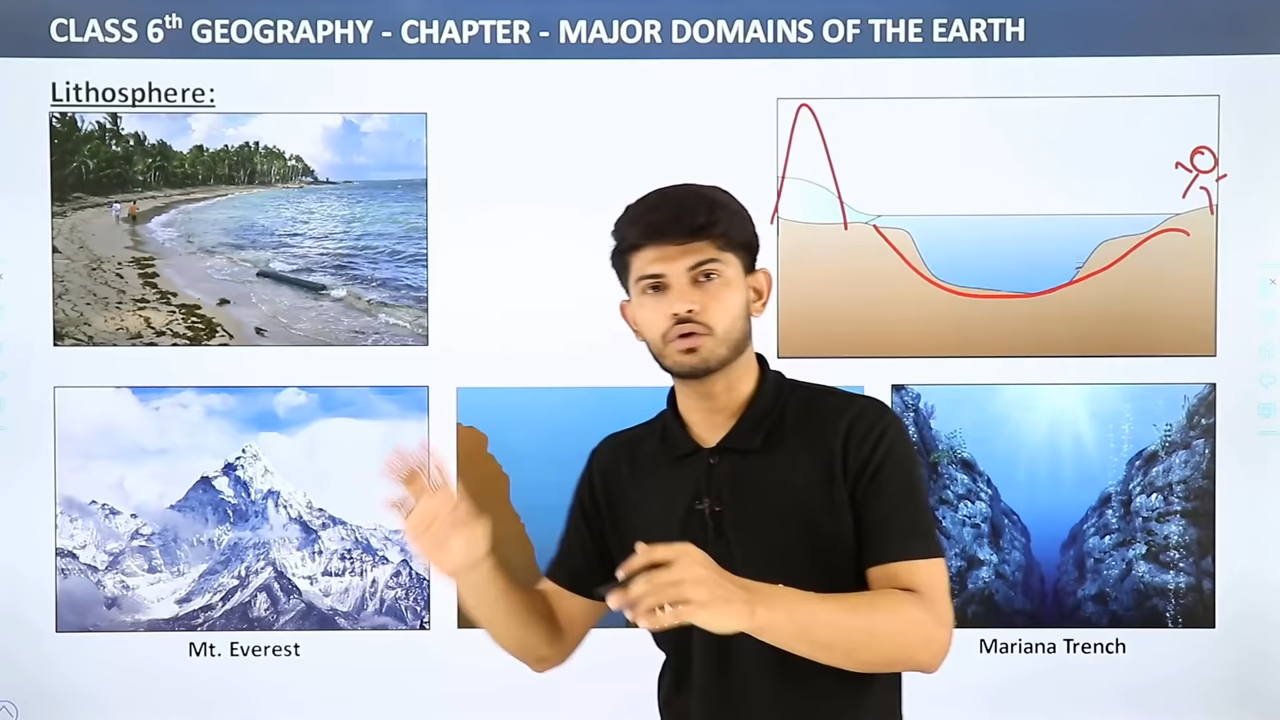 CLASS 6th GEOGRAPHY - CHAPTER - MAJOR DOMAINS OF THE EARTH
Lithosphere:
Mt. Everest
Mariana Trench